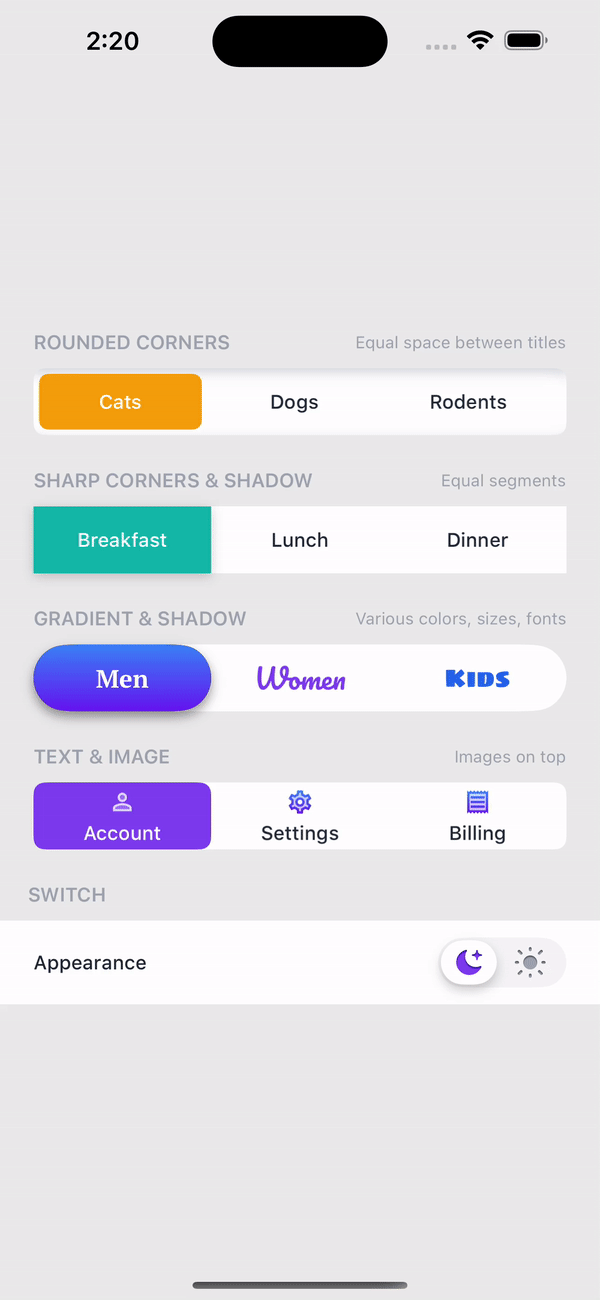 2:20
ROUNDED CORNERS Equal space between titles
Cats Dogs Rodents
SHARP CORNERS & SHADOW Equal segments
Breakfast Lunch Dinner
GRADIENT & SHADOW Various colors, sizes, fonts
Men Women KIDS
TEXT & IMAGE Images on top
Account Settings Billing
SWITCH
Appearance